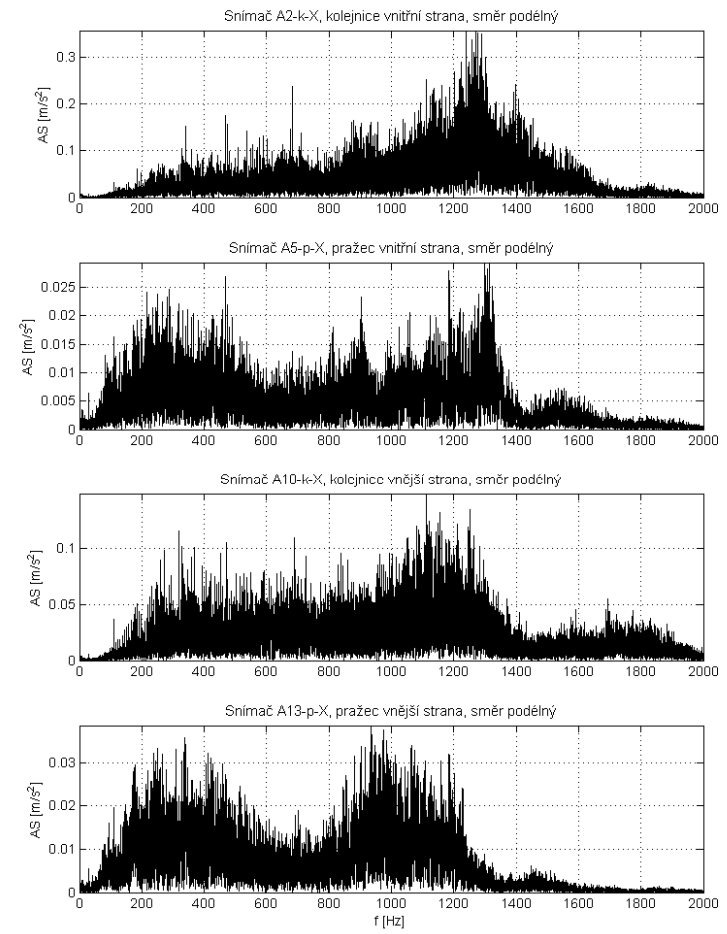 Snímač A2-k-X, kolejnice vnitřní strana, směr podélný
0.3
0.2
0.1
0
AS [m/s²]
0 200 400 600 800 1000 1200 1400 1600 1800 2000
Snímač A5-p-X, pražec vnitřní strana, směr podélný
0.025
0.02
0.015
0.01
0.005
0
AS [m/s²]
0 200 400 600 800 1000 1200 1400 1600 1800 2000
Snímač A10-k-X, kolejnice vnější strana, směr podélný
0.1
0.05
0
AS [m/s²]
0 200 400 600 800 1000 1200 1400 1600 1800 2000
Snímač A13-p-X, pražec vnější strana, směr podélný
0.03
0.02
0.01
0
AS [m/s²]
0 200 400 600 800 1000 1200 1400 1600 1800 2000
f [Hz]